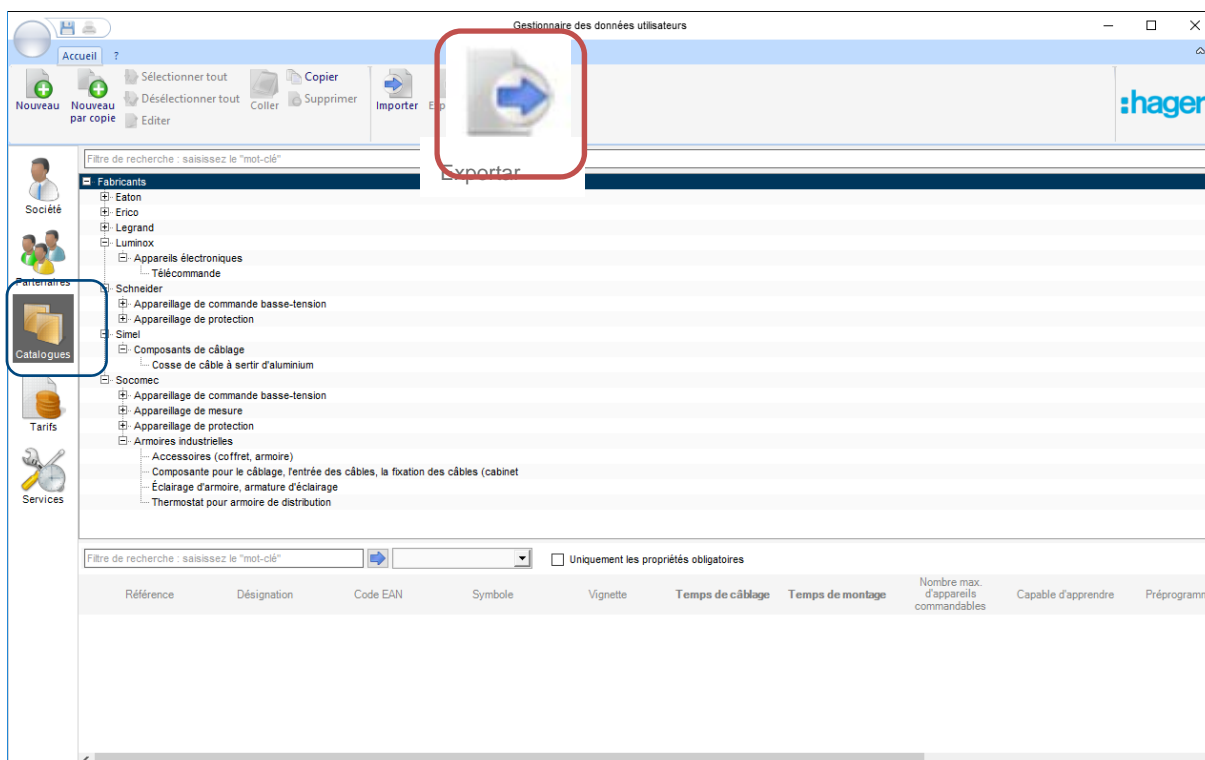 Gestionnaire des données utilisateurs
Accueil ?
Nouveau
Nouveau par copie
Sélectionner tout
Désélectionner tout
Editer
Coller
Copier
Supprimer
Importer
Exportar
:hager
Société
Partenaires
Catalogues
Tarifs
Services
Filtre de recherche : saisissez le "mot-clé"
Fabricants
Eaton
Erico
Legrand
Luminox
Appareils électroniques
Télécommande
Schneider
Appareillage de commande basse-tension
Appareillage de protection
Simel
Composants de câblage
Cosse de câble à sertir d'aluminium
Socomec
Appareillage de commande basse-tension
Appareillage de mesure
Appareillage de protection
Armoires industrielles
Accessoires (coffret, armoire)
Composante pour le câblage, l'entrée des câbles, la fixation des câbles (cabinet
Éclairage d'armoire, armature d'éclairage
Thermostat pour armoire de distribution
Filtre de recherche : saisissez le "mot-clé"
Uniquement les propriétés obligatoires
Référence
Désignation
Code EAN
Symbole
Vignette
Temps de câblage
Temps de montage
Nombre max.
d'appareils
commandables
Capable d'apprendre
Préprogramm